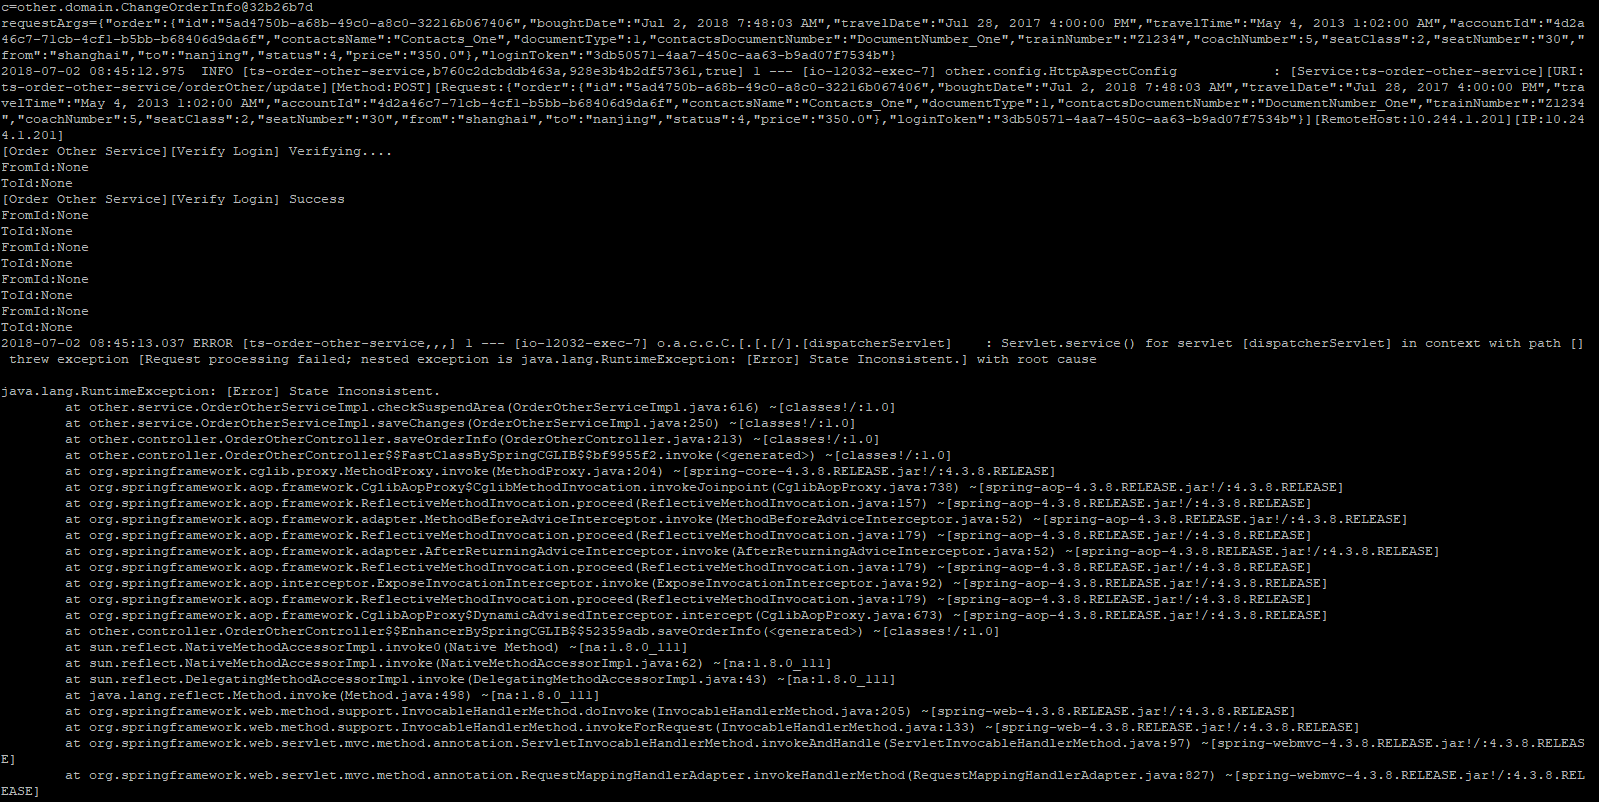 c=other.domain.ChangeOrderInfo@32b26b7d
requestArgs={"order":{"id":"5ad4750b-a68b-49c0-a8c0-32216b067406","boughtDate":"Jul 2, 2018 7:48:03 AM","travelDate":"Jul 28, 2017 4:00:00 PM","travelTime":"May 4, 2013 1:02:00 AM","accountId":"4d2a
46c7-71cb-4cf1-b5bb-b68406d9da6f","contactsName":"Contacts_One","documentType":1,"contactsDocumentNumber":"DocumentNumber_One","trainNumber":"Z1234","coachNumber":5,"seatClass":2,"seatNumber":"30","
from":"shanghai","to":"nanjing","status":4,"price":"350.0"},"loginToken":"3db50571-4aa7-450c-aa63-b9ad07f7534b"}
2018-07-02 08:45:12.975  INFO [ts-order-other-service,b760c2dcbddb463a,928e3b4b2df57361,true] 1 --- [io-12032-exec-7] other.config.HttpAspectConfig            : [Service:ts-order-other-service][URI:
ts-order-other-service/orderOther/update][Method:POST][Request:{"order":{"id":"5ad4750b-a68b-49c0-a8c0-32216b067406","boughtDate":"Jul 2, 2018 7:48:03 AM","travelDate":"Jul 28, 2017 4:00:00 PM","tra
velTime":"May 4, 2013 1:02:00 AM","accountId":"4d2a46c7-71cb-4cf1-b5bb-b68406d9da6f","contactsName":"Contacts_One","documentType":1,"contactsDocumentNumber":"DocumentNumber_One","trainNumber":"Z1234
","coachNumber":5,"seatClass":2,"seatNumber":"30","from":"shanghai","to":"nanjing","status":4,"price":"350.0"},"loginToken":"3db50571-4aa7-450c-aa63-b9ad07f7534b"}][RemoteHost:10.244.1.201][IP:10.24
4.1.201]
[Order Other Service][Verify Login] Verifying....
FromId:None
ToId:None
[Order Other Service][Verify Login] Success
FromId:None
ToId:None
FromId:None
ToId:None
FromId:None
ToId:None
FromId:None
ToId:None
2018-07-02 08:45:13.037 ERROR [ts-order-other-service,,,] 1 --- [io-12032-exec-7] o.a.c.c.C.[.[.[/].[dispatcherServlet]    : Servlet.service() for servlet [dispatcherServlet] in context with path []
 threw exception [Request processing failed; nested exception is java.lang.RuntimeException: [Error] State Inconsistent.] with root cause
java.lang.RuntimeException: [Error] State Inconsistent.
        at other.service.OrderOtherServiceImpl.checkSuspendArea(OrderOtherServiceImpl.java:616) ~[classes!/:1.0]
        at other.service.OrderOtherServiceImpl.saveChanges(OrderOtherServiceImpl.java:250) ~[classes!/:1.0]
        at other.controller.OrderOtherController.saveOrderInfo(OrderOtherController.java:213) ~[classes!/:1.0]
        at other.controller.OrderOtherController$$FastClassBySpringCGLIB$$bf9955f2.invoke(<generated>) ~[classes!/:1.0]
        at org.springframework.cglib.proxy.MethodProxy.invoke(MethodProxy.java:204) ~[spring-core-4.3.8.RELEASE.jar!/:4.3.8.RELEASE]
        at org.springframework.aop.framework.CglibAopProxy$CglibMethodInvocation.invokeJoinpoint(CglibAopProxy.java:738) ~[spring-aop-4.3.8.RELEASE.jar!/:4.3.8.RELEASE]
        at org.springframework.aop.framework.ReflectiveMethodInvocation.proceed(ReflectiveMethodInvocation.java:157) ~[spring-aop-4.3.8.RELEASE.jar!/:4.3.8.RELEASE]
        at org.springframework.aop.framework.adapter.MethodBeforeAdviceInterceptor.invoke(MethodBeforeAdviceInterceptor.java:52) ~[spring-aop-4.3.8.RELEASE.jar!/:4.3.8.RELEASE]
        at org.springframework.aop.framework.ReflectiveMethodInvocation.proceed(ReflectiveMethodInvocation.java:179) ~[spring-aop-4.3.8.RELEASE.jar!/:4.3.8.RELEASE]
        at org.springframework.aop.framework.adapter.AfterReturningAdviceInterceptor.invoke(AfterReturningAdviceInterceptor.java:52) ~[spring-aop-4.3.8.RELEASE.jar!/:4.3.8.RELEASE]
        at org.springframework.aop.framework.ReflectiveMethodInvocation.proceed(ReflectiveMethodInvocation.java:179) ~[spring-aop-4.3.8.RELEASE.jar!/:4.3.8.RELEASE]
        at org.springframework.aop.interceptor.ExposeInvocationInterceptor.invoke(ExposeInvocationInterceptor.java:92) ~[spring-aop-4.3.8.RELEASE.jar!/:4.3.8.RELEASE]
        at org.springframework.aop.framework.ReflectiveMethodInvocation.proceed(ReflectiveMethodInvocation.java:179) ~[spring-aop-4.3.8.RELEASE.jar!/:4.3.8.RELEASE]
        at org.springframework.aop.framework.CglibAopProxy$DynamicAdvisedInterceptor.intercept(CglibAopProxy.java:673) ~[spring-aop-4.3.8.RELEASE.jar!/:4.3.8.RELEASE]
        at other.controller.OrderOtherController$$EnhancerBySpringCGLIB$$52359adb.saveOrderInfo(<generated>) ~[classes!/:1.0]
        at sun.reflect.NativeMethodAccessorImpl.invoke0(Native Method) ~[na:1.8.0_111]
        at sun.reflect.NativeMethodAccessorImpl.invoke(NativeMethodAccessorImpl.java:62) ~[na:1.8.0_111]
        at sun.reflect.DelegatingMethodAccessorImpl.invoke(DelegatingMethodAccessorImpl.java:43) ~[na:1.8.0_111]
        at java.lang.reflect.Method.invoke(Method.java:498) ~[na:1.8.0_111]
        at org.springframework.web.method.support.InvocableHandlerMethod.doInvoke(InvocableHandlerMethod.java:205) ~[spring-web-4.3.8.RELEASE.jar!/:4.3.8.RELEASE]
        at org.springframework.web.method.support.InvocableHandlerMethod.invokeForRequest(InvocableHandlerMethod.java:133) ~[spring-web-4.3.8.RELEASE.jar!/:4.3.8.RELEASE]
        at org.springframework.web.servlet.mvc.method.annotation.ServletInvocableHandlerMethod.invokeAndHandle(ServletInvocableHandlerMethod.java:97) ~[spring-webmvc-4.3.8.RELEASE.jar!/:4.3.8.RELEAS
E]
        at org.springframework.web.servlet.mvc.method.annotation.RequestMappingHandlerAdapter.invokeHandlerMethod(RequestMappingHandlerAdapter.java:827) ~[spring-webmvc-4.3.8.RELEASE.jar!/:4.3.8.REL
EASE]